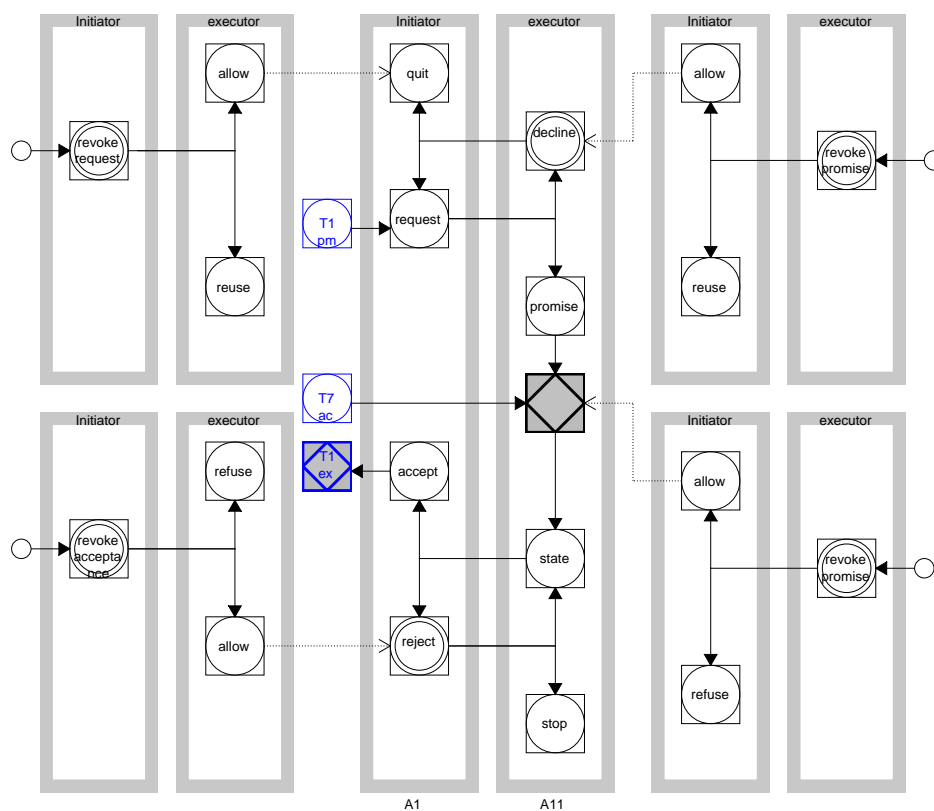 Initiator
executor
Initiator
executor
Initiator
executor
allow
quit
allow
decline
revoke
request
revoke
promise
T1
pm
request
reuse
promise
reuse
T7
ac
Initiator
executor
Initiator
executor
refuse
T1
ex
accept
allow
revoke
accepta
nce
state
revoke
promise
allow
reject
refuse
stop
A1
A11